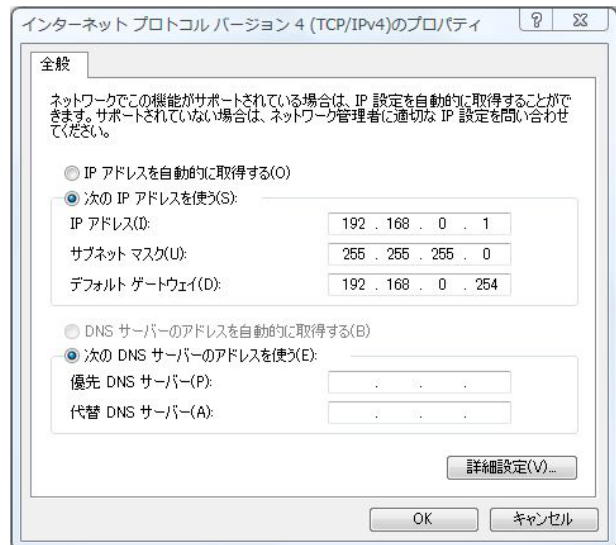 インターネット プロトコル バージョン 4 (TCP/IPv4)のプロパティ
全般
ネットワークでこの機能がサポートされている場合は、IP 設定を自動的に取得することがで
きます。サポートされていない場合は、ネットワーク管理者に適切な IP 設定を問い合わせ
てください。
IP アドレスを自動的に取得する(O)
次の IP アドレスを使う(S):
IP アドレス(I): 192 . 168 . 0 . 1
サブネット マスク(U): 255 . 255 . 255 . 0
デフォルト ゲートウェイ(D): 192 . 168 . 0 . 254
DNS サーバーのアドレスを自動的に取得する(B)
次の DNS サーバーのアドレスを使う(E):
優先 DNS サーバー(P): . . .
代替 DNS サーバー(A): . . .
詳細設定(V)...
OK キャンセル